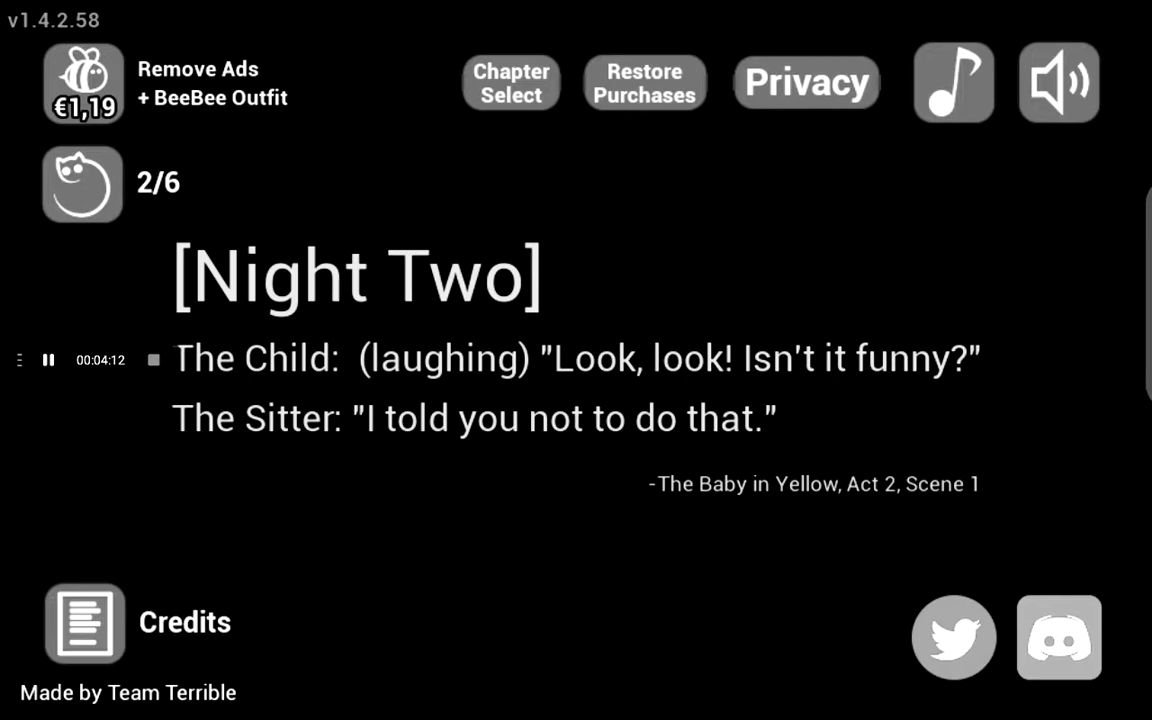 v1.4.2.58
€1,19
Remove Ads
+ BeeBee Outfit
Chapter
Select
Restore
Purchases
Privacy
2/6
[Night Two]
00:04:12
The Child:  (laughing) "Look, look! Isn't it funny?"
The Sitter: "I told you not to do that."
-The Baby in Yellow, Act 2, Scene 1
Credits
Made by Team Terrible